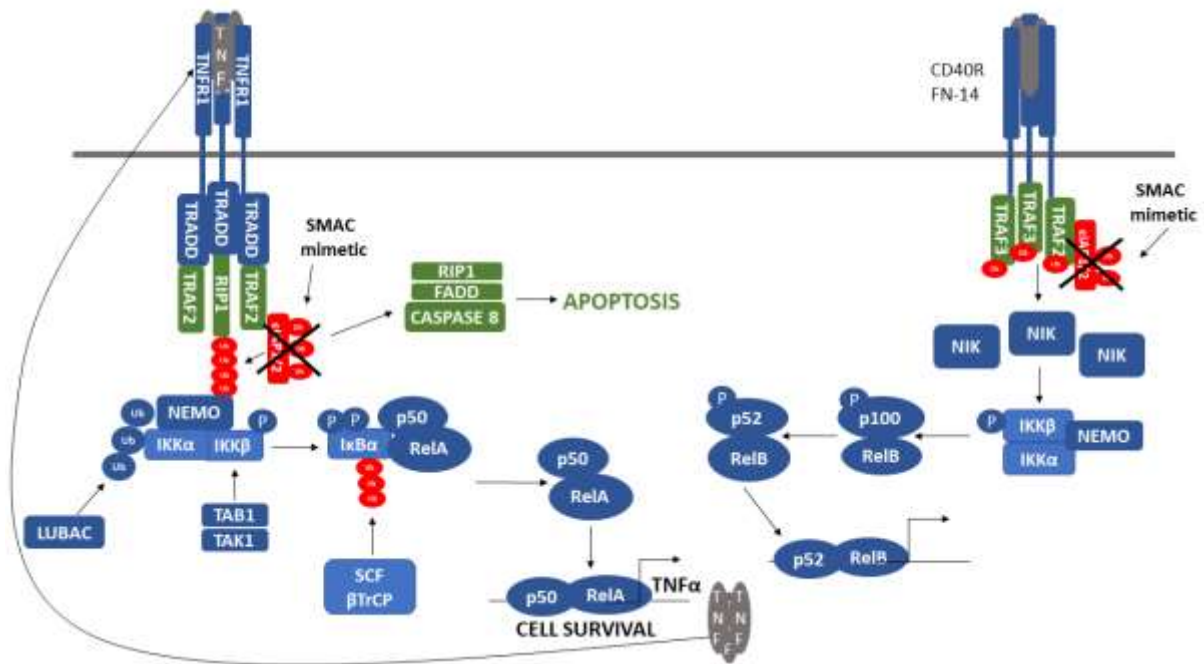 TNF
TNFR1
TNFR1
CD40R
FN-14
TRADD
TRADD
TRADD
TRAF2
RIP1
TRAF2
SMAC
mimetic
RIP1
FADD
CASPASE 8
APOPTOSIS
TRAF3
TRAF3
TRAF2
SMAC
mimetic
NIK
NIK
NIK
Ub
Ub
Ub
NEMO
IKKα
IKKβ
P
P
P
IκBα
p50
RelA
P
p52
RelB
P
p100
RelB
P
IKKβ
NEMO
IKKα
LUBAC
TAB1
TAK1
SCF
βTrCP
p50
RelA
p50
RelA
TNFα
CELL SURVIVAL
p52
RelB
TNF
TNF